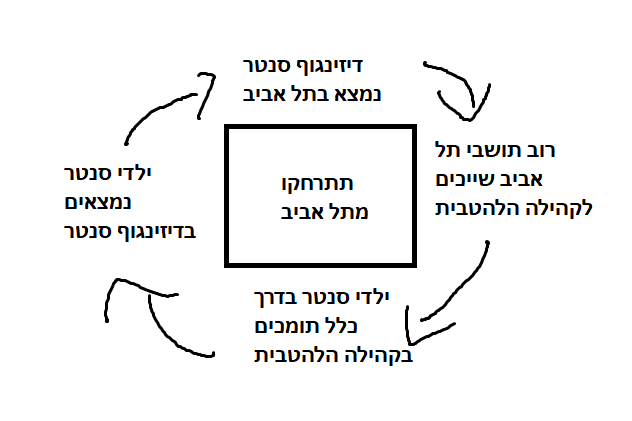 דיזינגוף סנטר
נמצא בתל אביב
רוב תושבי תל
אביב שייכים
לקהילה הלהטבית
ילדי סנטר בדרך
כלל תומכים
בקהילה הלהטבית
ילדי סנטר
נמצאים
בדיזינגוף סנטר
תתרחקו
מתל אביב